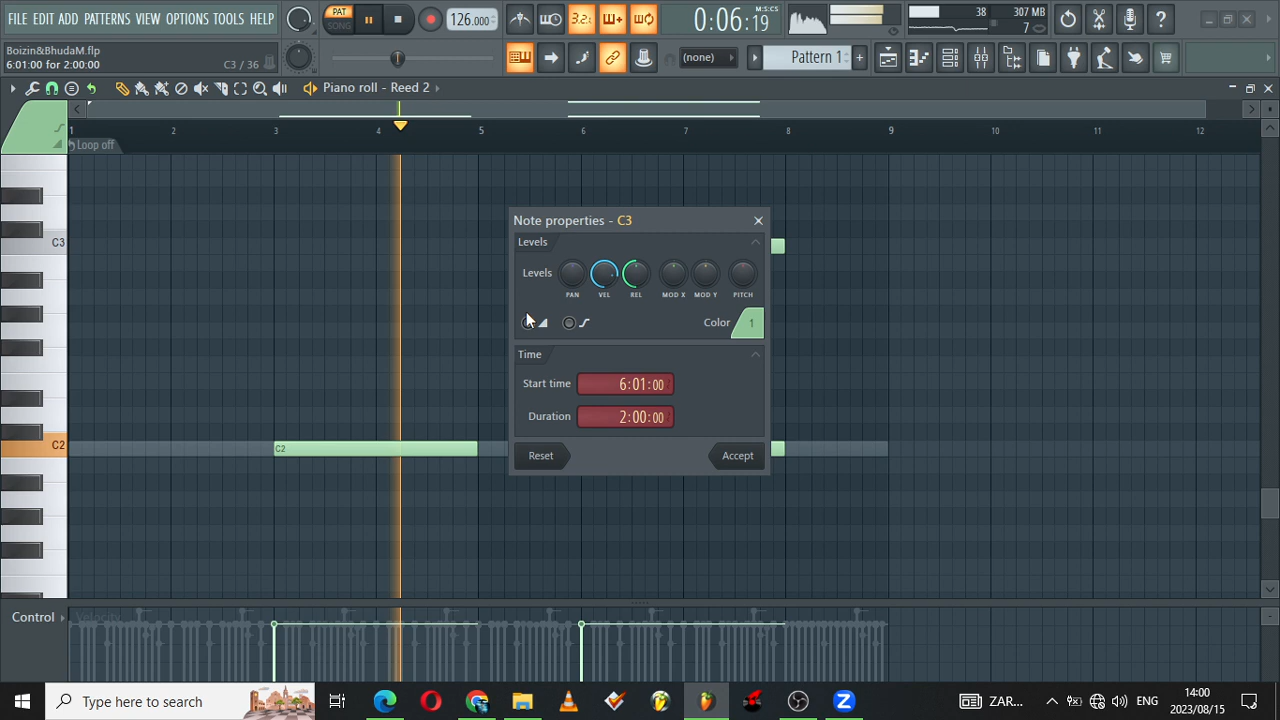 FILE EDIT ADD PATTERNS VIEW OPTIONS TOOLS HELP
PAT
SONG
126.000
3.2
0:06:19
M:S:CS
38
307 MB
7
Boizin&BhudaM.flp
6:01:00 for 2:00:00
C3 / 36
(none)
Pattern 1
Piano roll - Reed 2
1 2 3 4 5 6 7 8 9 10 11 12
Loop off
C3
C2
C2
Note properties - C3
Levels
Levels
PAN VEL REL MOD X MOD Y PITCH
Color 1
Time
Start time 6:01:00
Duration 2:00:00
Reset Accept
Control
Velocity
Type here to search
ZAR...
ENG
14:00
2023/08/15